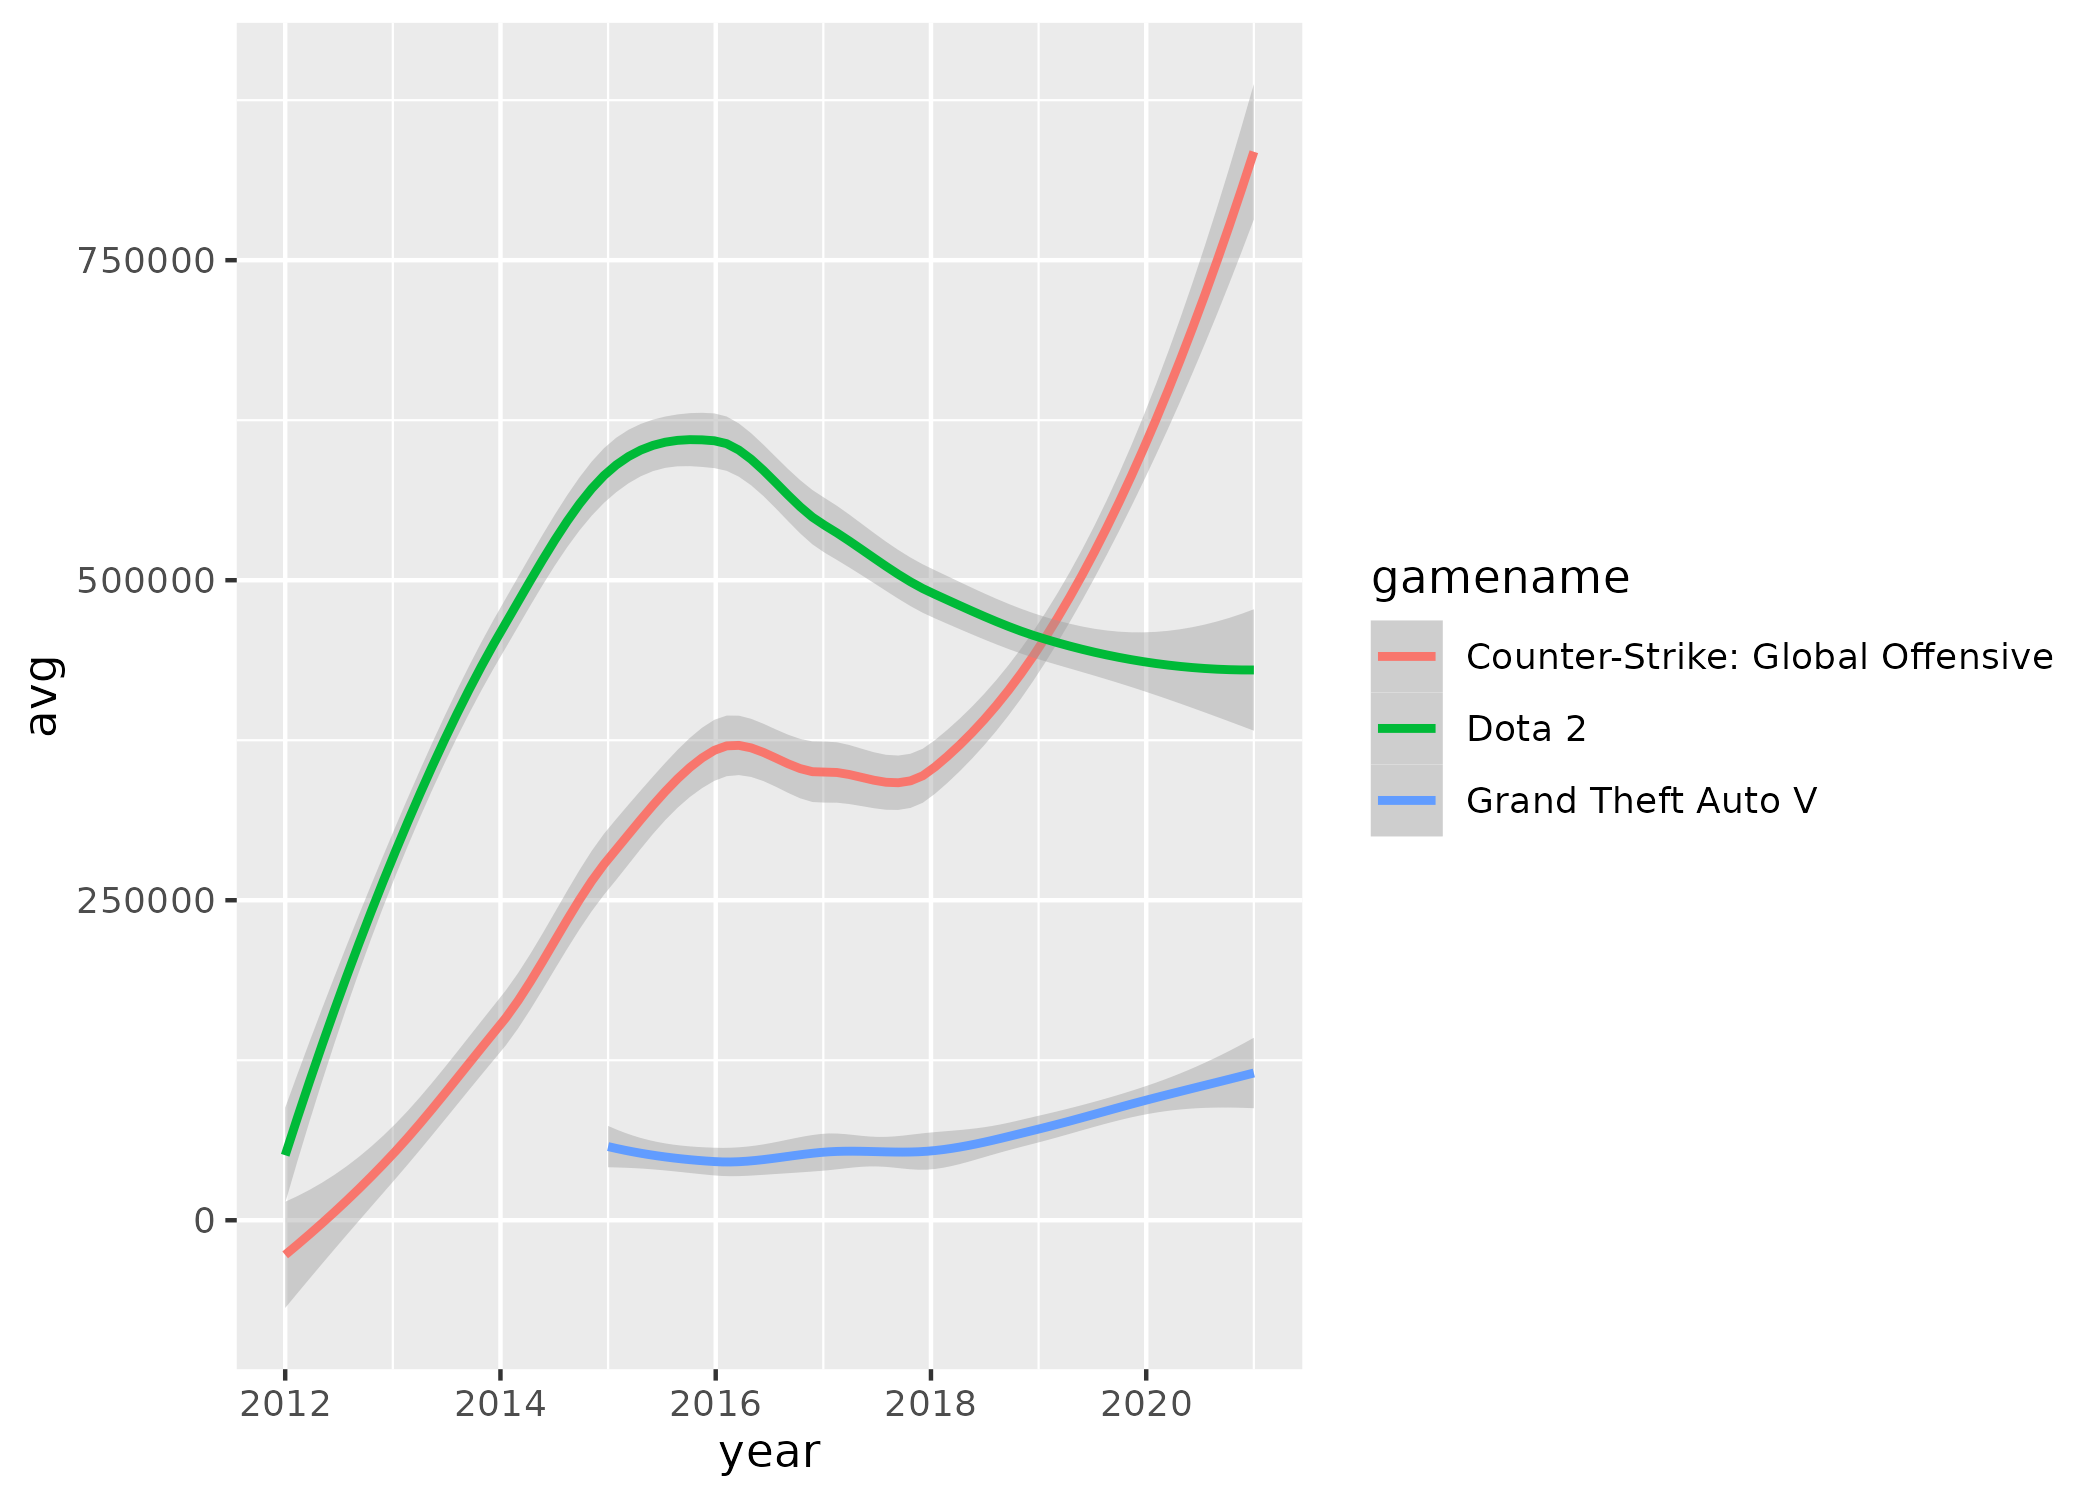 750000
500000
250000
0
avg
2012 2014 2016 2018 2020
year
gamename
Counter-Strike: Global Offensive
Dota 2
Grand Theft Auto V